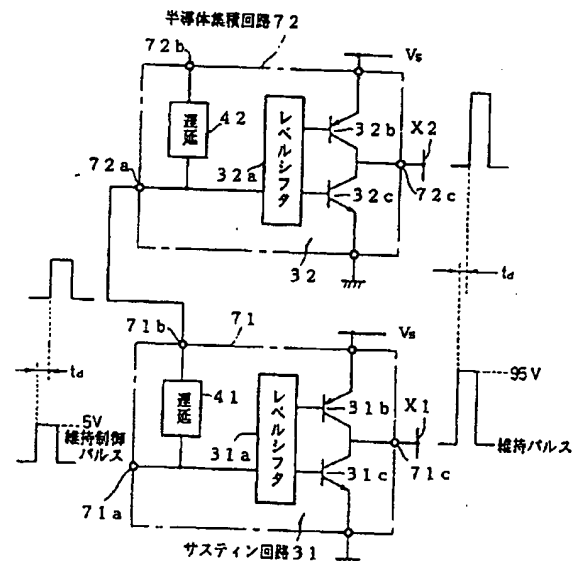 半導体集積回路72
72b
Vs
遅延
42
レベルシフタ
32a
32b
X2
72a
72c
32c
32
td
71b
71
Vs
td
95V
5V
維持制御
パルス
遅延
41
レベルシフタ
31a
31b
X1
31c
71c
維持パルス
71a
サスティン回路31